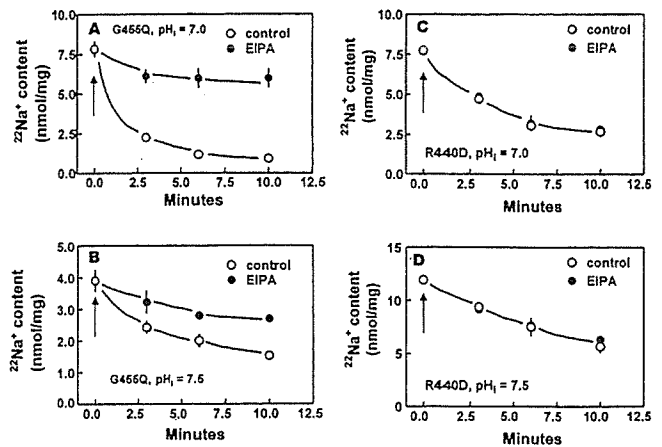 A
G455Q, pHi = 7.0
control
EIPA
22Na+ content
(nmol/mg)
10.0
7.5
5.0
2.5
0.0
0.0 2.5 5.0 7.5 10.0 12.5
Minutes
C
control
EIPA
22Na+ content
(nmol/mg)
10.0
7.5
5.0
2.5
0.0
R440D, pHi = 7.0
0.0 2.5 5.0 7.5 10.0 12.5
Minutes
B
control
EIPA
22Na+ content
(nmol/mg)
5.0
4.0
3.0
2.0
1.0
0.0
G455Q, pHi = 7.5
0.0 2.5 5.0 7.5 10.0 12.5
Minutes
D
control
EIPA
22Na+ content
(nmol/mg)
15
10
5
0
R440D, pHi = 7.5
0.0 2.5 5.0 7.5 10.0 12.5
Minutes